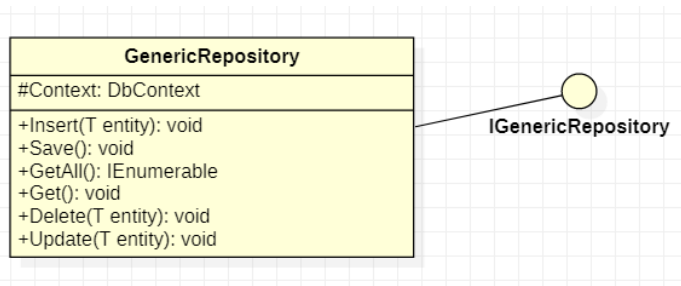 GenericRepository
#Context: DbContext
+Insert(T entity): void
+Save(): void
+GetAll(): IEnumerable
+Get(): void
+Delete(T entity): void
+Update(T entity): void
IGenericRepository